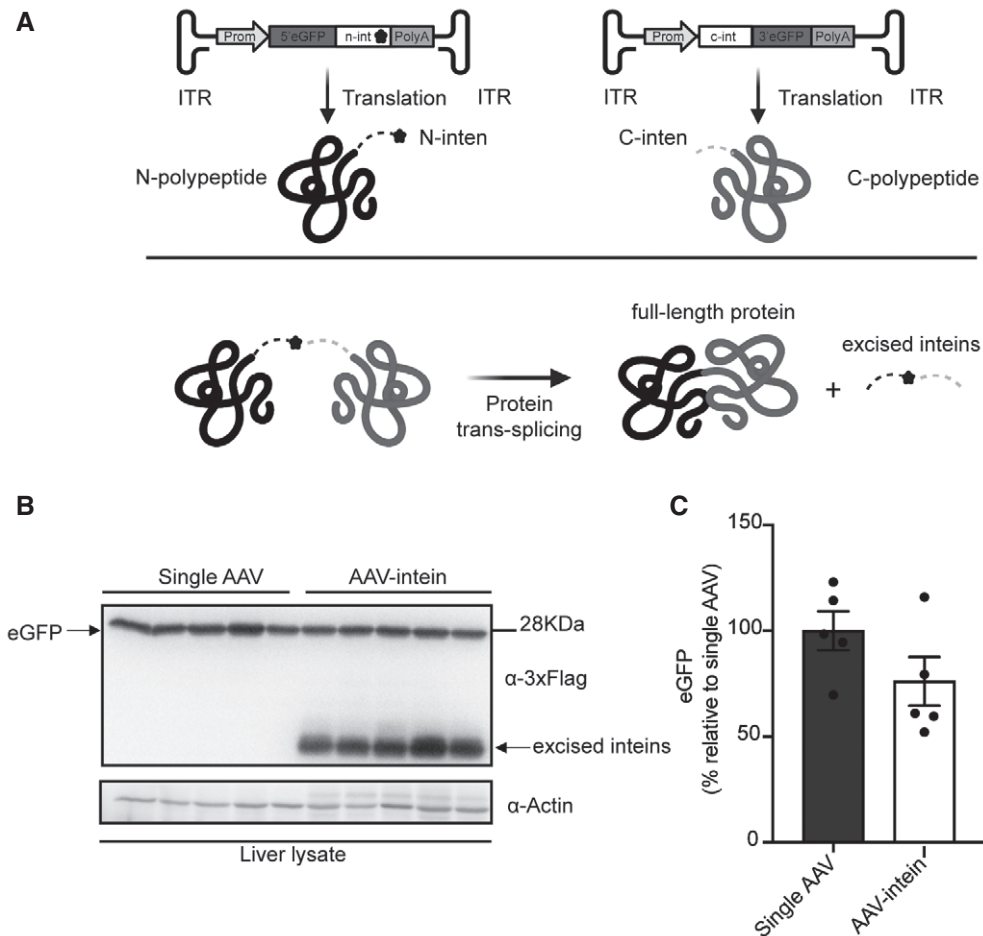 A
Prom 5'eGFP n-int PolyA
Prom c-int 3'eGFP PolyA
ITR Translation ITR
ITR Translation ITR
N-inten
C-inten
N-polypeptide
C-polypeptide
full-length protein
excised inteins
+
Protein
trans-splicing
B
Single AAV AAV-intein
eGFP
28KDa
α-3xFlag
excised inteins
α-Actin
Liver lysate
C
eGFP
(% relative to single AAV)
150
100
50
0
Single AAV
AAV-intein